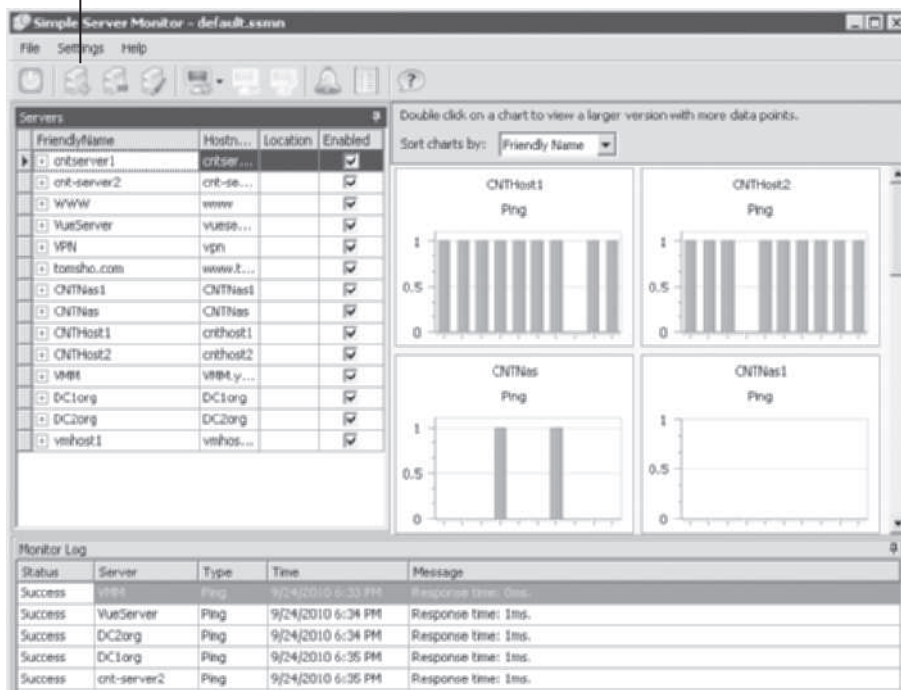 Simple Server Monitor - default.ssmn
File Settings Help
Servers
FriendlyName Hostn... Location Enabled
cntserver1 cntser...
cnt-server2 cnt-se...
WWW www
VueServer vuese...
VPN vpn
tomsho.com www.t...
CNTNas1 CNTNas1
CNTNas CNTNas
CNTHost1 cnthost1
CNTHost2 cnthost2
VMM VMM.y...
DC1org DC1org
DC2org DC2org
vmhost1 vmhos...
Double click on a chart to view a larger version with more data points.
Sort charts by: Friendly Name
CNTHost1
Ping
1
0.5
0
CNTHost2
Ping
1
0.5
0
CNTNas
Ping
1
0.5
0
CNTNas1
Ping
1
0.5
0
Monitor Log
Status Server Type Time Message
Success VMM Ping 9/24/2010 6:33 PM Response time: 0ms.
Success VueServer Ping 9/24/2010 6:34 PM Response time: 1ms.
Success DC2org Ping 9/24/2010 6:34 PM Response time: 1ms.
Success DC1org Ping 9/24/2010 6:35 PM Response time: 1ms.
Success cnt-server2 Ping 9/24/2010 6:35 PM Response time: 1ms.